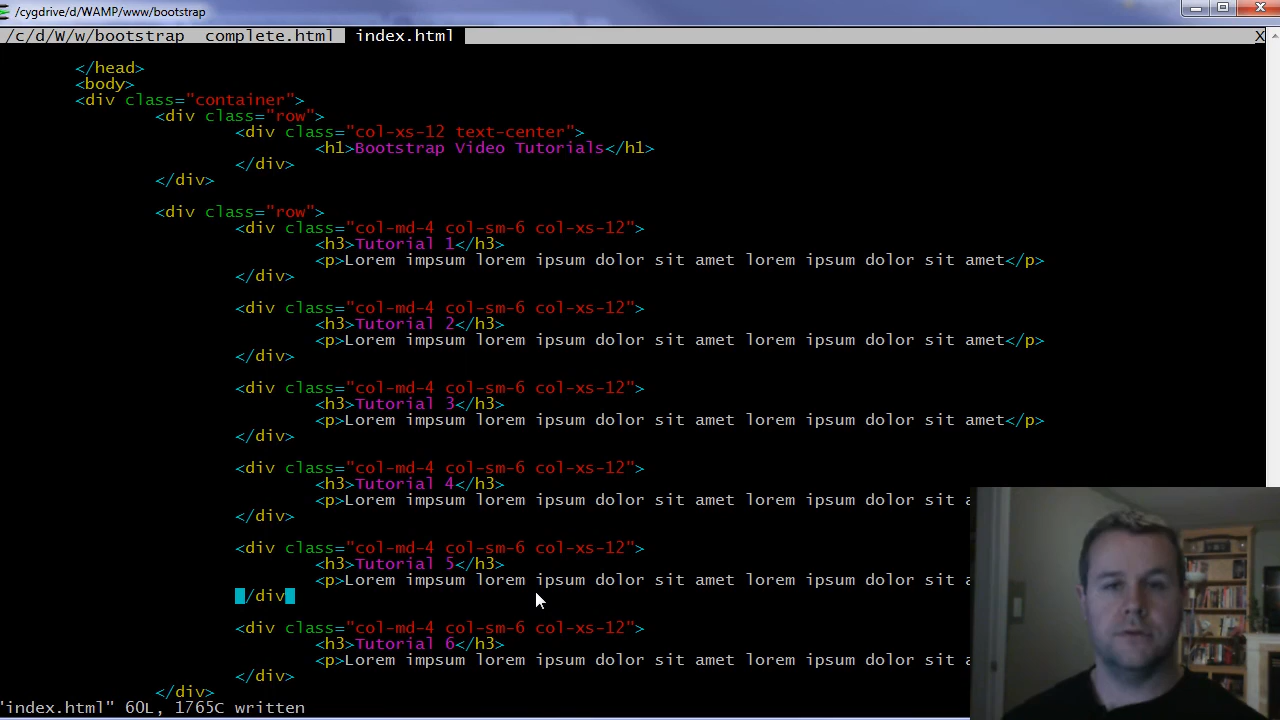 /cygdrive/d/WAMP/www/bootstrap
/c/d/W/w/bootstrap complete.html index.html X
</head>
<body>
<div class="container">
<div class="row">
<div class="col-xs-12 text-center">
<h1>Bootstrap Video Tutorials</h1>
</div>
</div>
<div class="row">
<div class="col-md-4 col-sm-6 col-xs-12">
<h3>Tutorial 1</h3>
<p>Lorem impsum lorem ipsum dolor sit amet lorem ipsum dolor sit amet</p>
</div>
<div class="col-md-4 col-sm-6 col-xs-12">
<h3>Tutorial 2</h3>
<p>Lorem impsum lorem ipsum dolor sit amet lorem ipsum dolor sit amet</p>
</div>
<div class="col-md-4 col-sm-6 col-xs-12">
<h3>Tutorial 3</h3>
<p>Lorem impsum lorem ipsum dolor sit amet lorem ipsum dolor sit amet</p>
</div>
<div class="col-md-4 col-sm-6 col-xs-12">
<h3>Tutorial 4</h3>
<p>Lorem impsum lorem ipsum dolor sit amet lorem ipsum dolor sit a
</div>
<div class="col-md-4 col-sm-6 col-xs-12">
<h3>Tutorial 5</h3>
<p>Lorem impsum lorem ipsum dolor sit amet lorem ipsum dolor sit a
</div>
<div class="col-md-4 col-sm-6 col-xs-12">
<h3>Tutorial 6</h3>
<p>Lorem impsum lorem ipsum dolor sit amet lorem ipsum dolor sit a
</div>
</div>
"index.html" 60L, 1765C written